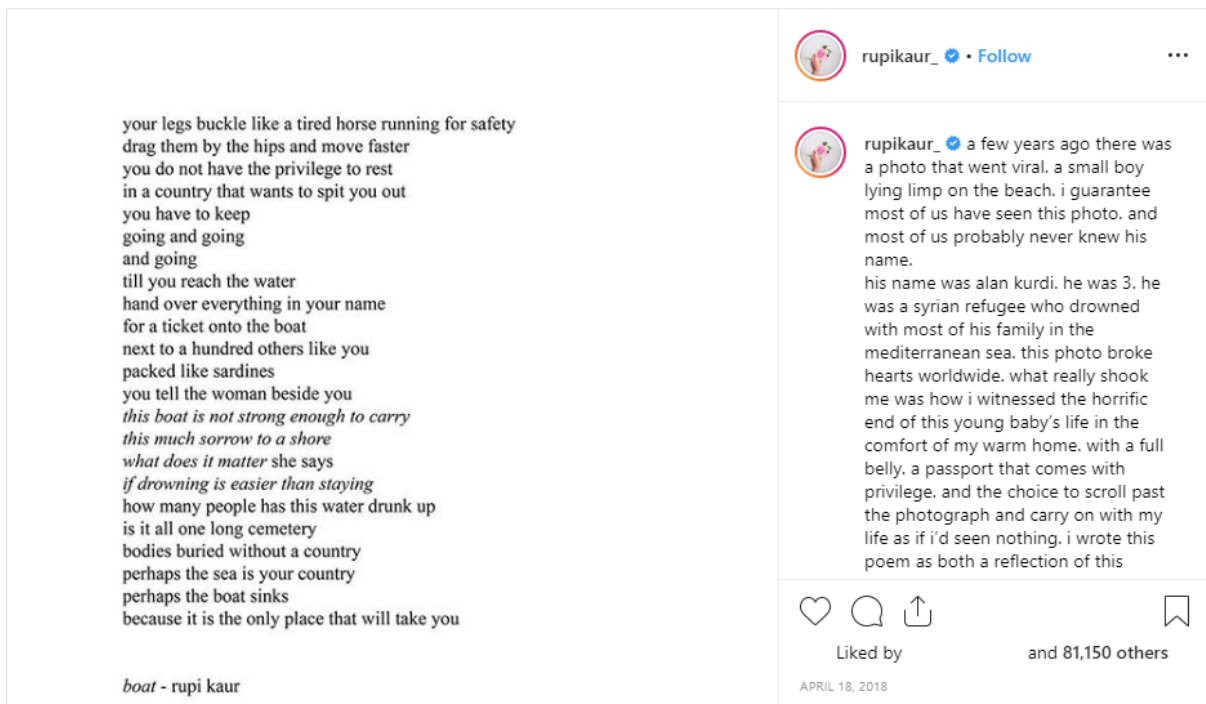 your legs buckle like a tired horse running for safety
drag them by the hips and move faster
you do not have the privilege to rest
in a country that wants to spit you out
you have to keep
going and going
and going
till you reach the water
hand over everything in your name
for a ticket onto the boat
next to a hundred others like you
packed like sardines
you tell the woman beside you
this boat is not strong enough to carry
this much sorrow to a shore
what does it matter she says
if drowning is easier than staying
how many people has this water drunk up
is it all one long cemetery
bodies buried without a country
perhaps the sea is your country
perhaps the boat sinks
because it is the only place that will take you
boat - rupi kaur
rupikaur_ • Follow
rupikaur_ a few years ago there was
a photo that went viral. a small boy
lying limp on the beach. i guarantee
most of us have seen this photo. and
most of us probably never knew his
name.
his name was alan kurdi. he was 3. he
was a syrian refugee who drowned
with most of his family in the
mediterranean sea. this photo broke
hearts worldwide. what really shook
me was how i witnessed the horrific
end of this young baby's life in the
comfort of my warm home. with a full
belly. a passport that comes with
privilege. and the choice to scroll past
the photograph and carry on with my
life as if i'd seen nothing. i wrote this
poem as both a reflection of this
Liked by and 81,150 others
APRIL 18, 2018